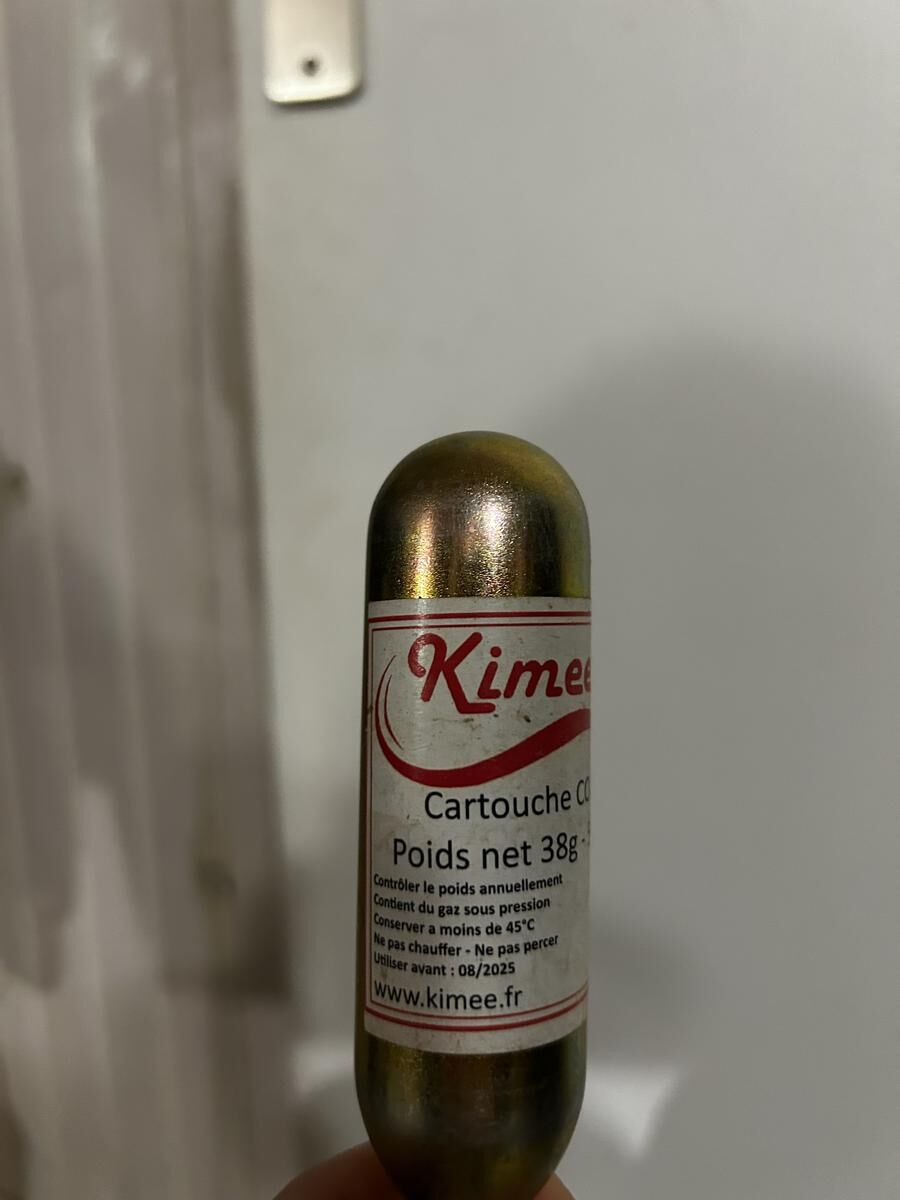 Kimee
Cartouche
Poids net 38g -
Contrôler le poids annuellement
Contient du gaz sous pression
Conserver a moins de 45°C
Ne pas chauffer - Ne pas percer
Utiliser avant : 08/2025
www.kimee.fr